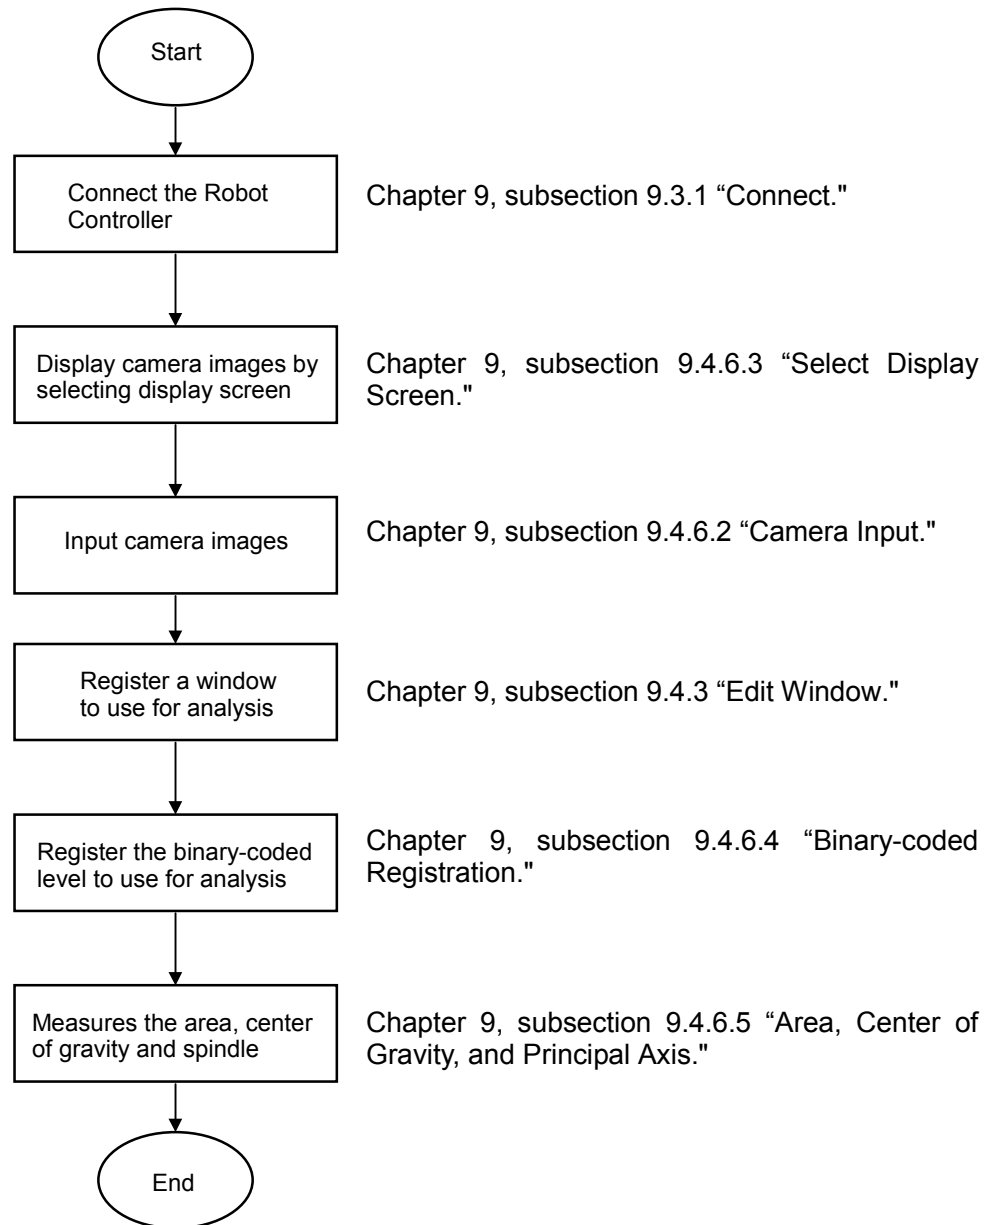 Start
Connect the Robot
Controller
Chapter 9, subsection 9.3.1 “Connect."
Display camera images by
selecting display screen
Chapter 9, subsection 9.4.6.3 “Select Display
Screen."
Input camera images
Chapter 9, subsection 9.4.6.2 “Camera Input."
Register a window
to use for analysis
Chapter 9, subsection 9.4.3 “Edit Window."
Register the binary-coded
level to use for analysis
Chapter 9, subsection 9.4.6.4 “Binary-coded
Registration."
Measures the area, center
of gravity and spindle
Chapter 9, subsection 9.4.6.5 “Area, Center of
Gravity, and Principal Axis."
End